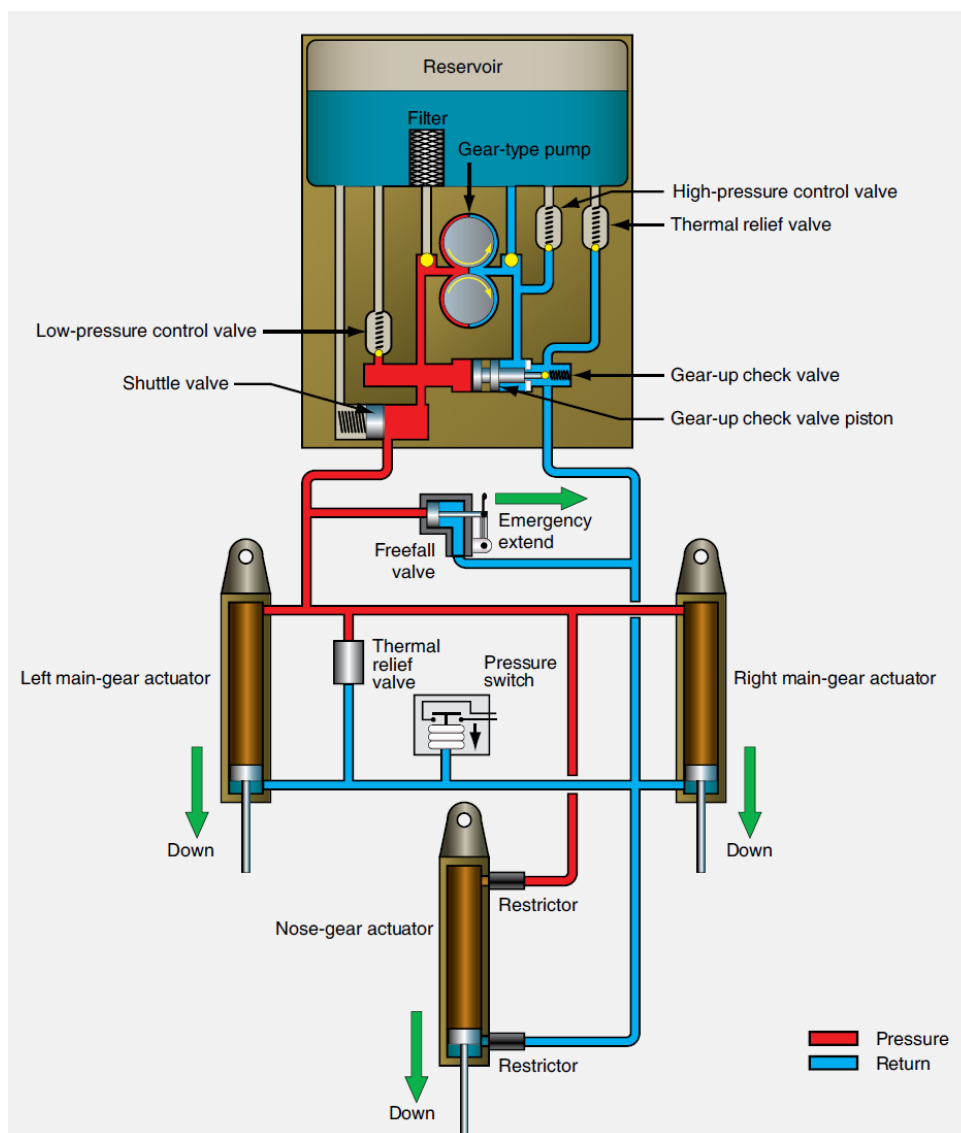 Reservoir
Filter
Gear-type pump
High-pressure control valve
Thermal relief valve
Low-pressure control valve
Shuttle valve
Gear-up check valve
Gear-up check valve piston
Emergency
extend
Freefall
valve
Thermal
relief
valve
Pressure
switch
Left main-gear actuator
Right main-gear actuator
Down
Down
Restrictor
Nose-gear actuator
Restrictor
Down
Pressure
Return